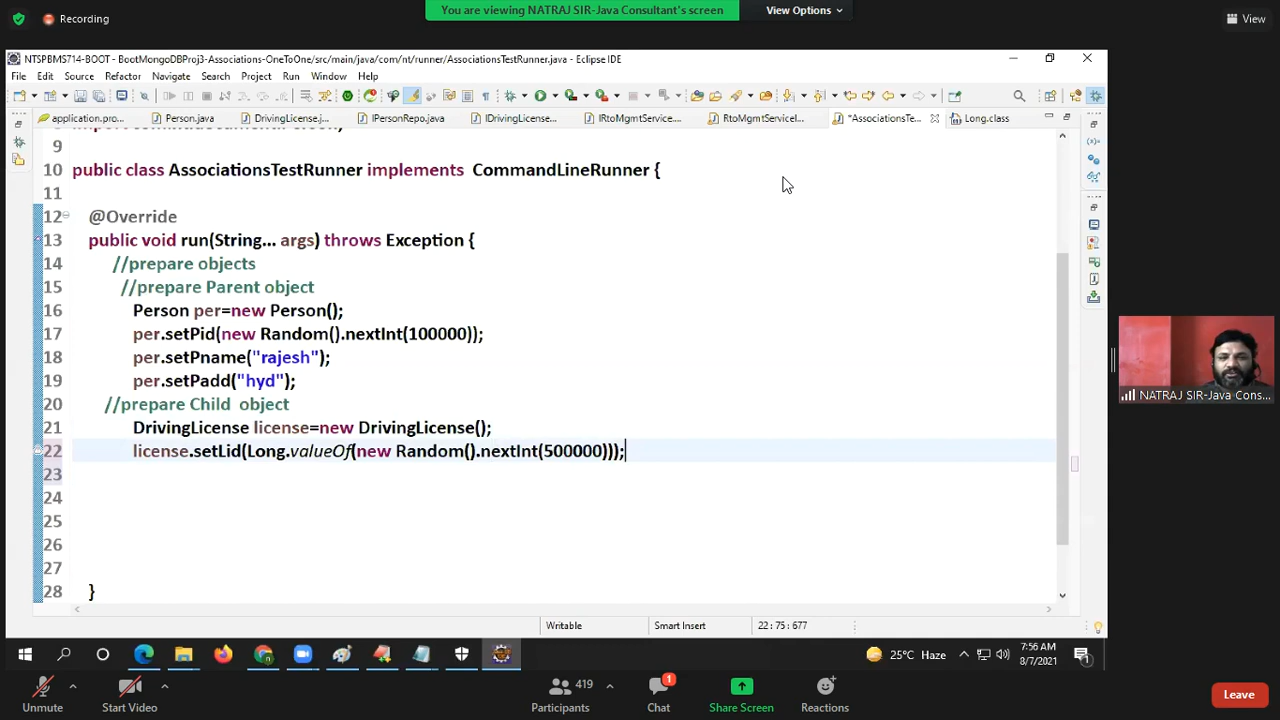 Recording
You are viewing NATRAJ SIR-Java Consultant's screen
View Options
View
NTSPBMS714-BOOT - BootMongoDBProj3-Associations-OneToOne/src/main/java/com/nt/runner/AssociationsTestRunner.java - Eclipse IDE
File Edit Source Refactor Navigate Search Project Run Window Help
application.pro... Person.java DrivingLicense.j... IPersonRepo.java IDrivingLicense... IRtoMgmtService.... RtoMgmtServiceI... *AssociationsTe... Long.class
9
10 public class AssociationsTestRunner implements CommandLineRunner {
11
12 @Override
13 public void run(String... args) throws Exception {
14 //prepare objects
15 //prepare Parent object
16 Person per=new Person();
17 per.setPid(new Random().nextInt(100000));
18 per.setPname("rajesh");
19 per.setPadd("hyd");
20 //prepare Child object
21 DrivingLicense license=new DrivingLicense();
22 license.setLid(Long.valueOf(new Random().nextInt(500000)));
23
24
25
26
27
28 }
NATRAJ SIR-Java Cons...
Writable Smart Insert 22 : 75 : 677
25°C Haze
7:56 AM
8/7/2021
1
Unmute Start Video 419 Participants 1 Chat Share Screen Reactions Leave